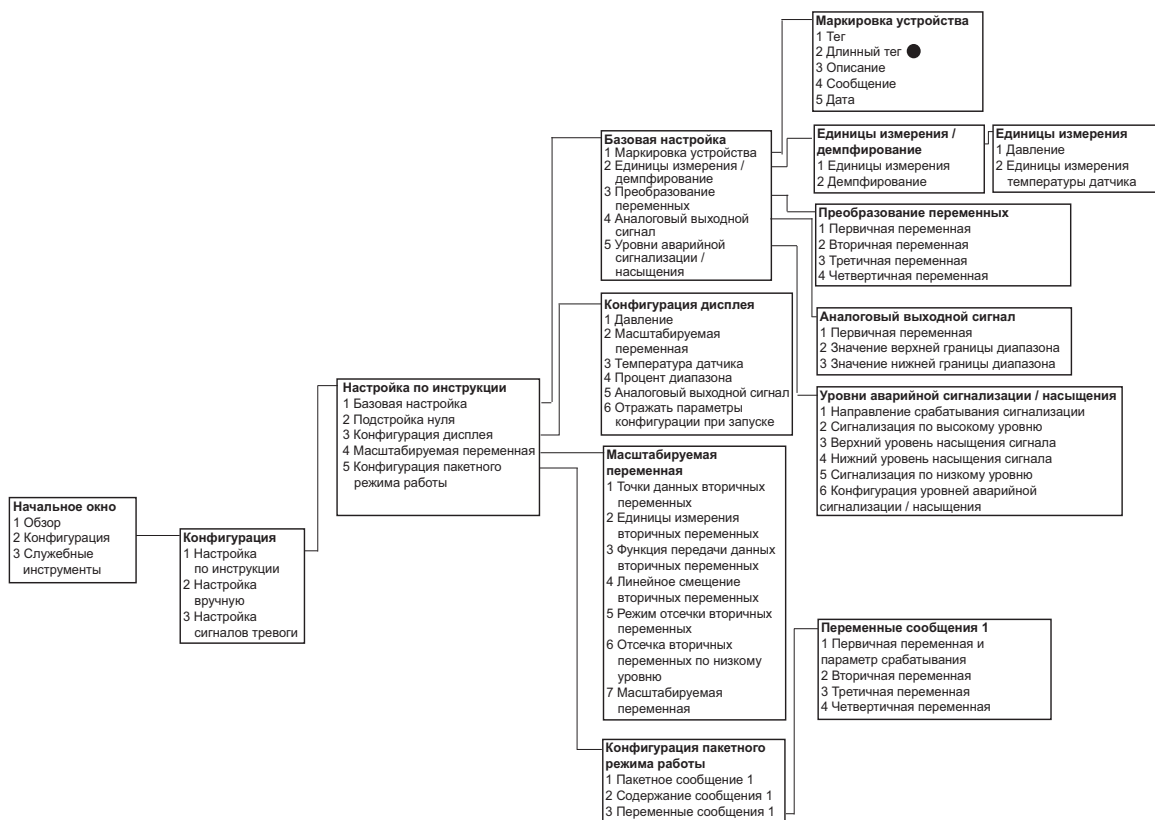 Маркировка устройства
1 Тег
2 Длинный тег
3 Описание
4 Сообщение
5 Дата
Базовая настройка
1 Маркировка устройства
2 Единицы измерения /
демпфирование
3 Преобразование
переменных
4 Аналоговый выходной
сигнал
5 Уровни аварийной
сигнализации /
насыщения
Единицы измерения /
демпфирование
1 Единицы измерения
2 Демпфирование
Единицы измерения
1 Давление
2 Единицы измерения
температуры датчика
Преобразование переменных
1 Первичная переменная
2 Вторичная переменная
3 Третичная переменная
4 Четвертичная переменная
Конфигурация дисплея
1 Давление
2 Масштабируемая
переменная
3 Температура датчика
4 Процент диапазона
5 Аналоговый выходной сигнал
6 Отражать параметры
конфигурации при запуске
Аналоговый выходной сигнал
1 Первичная переменная
2 Значение верхней границы диапазона
3 Значение нижней границы диапазона
Настройка по инструкции
1 Базовая настройка
2 Подстройка нуля
3 Конфигурация дисплея
4 Масштабируемая переменная
5 Конфигурация пакетного
режима работы
Уровни аварийной сигнализации / насыщения
1 Направление срабатывания сигнализации
2 Сигнализация по высокому уровню
3 Верхний уровень насыщения сигнала
4 Нижний уровень насыщения сигнала
5 Сигнализация по низкому уровню
6 Конфигурация уровней аварийной
сигнализации / насыщения
Масштабируемая
переменная
1 Точки данных вторичных
переменных
2 Единицы измерения
вторичных переменных
3 Функция передачи данных
вторичных переменных
4 Линейное смещение
вторичных переменных
5 Режим отсечки вторичных
переменных
6 Отсечка вторичных
переменных по низкому
уровню
7 Масштабируемая
переменная
Начальное окно
1 Обзор
2 Конфигурация
3 Служебные
инструменты
Конфигурация
1 Настройка
по инструкции
2 Настройка
вручную
3 Настройка
сигналов тревоги
Переменные сообщения 1
1 Первичная переменная и
параметр срабатывания
2 Вторичная переменная
3 Третичная переменная
4 Четвертичная переменная
Конфигурация пакетного
режима работы
1 Пакетное сообщение 1
2 Содержание сообщения 1
3 Переменные сообщения 1